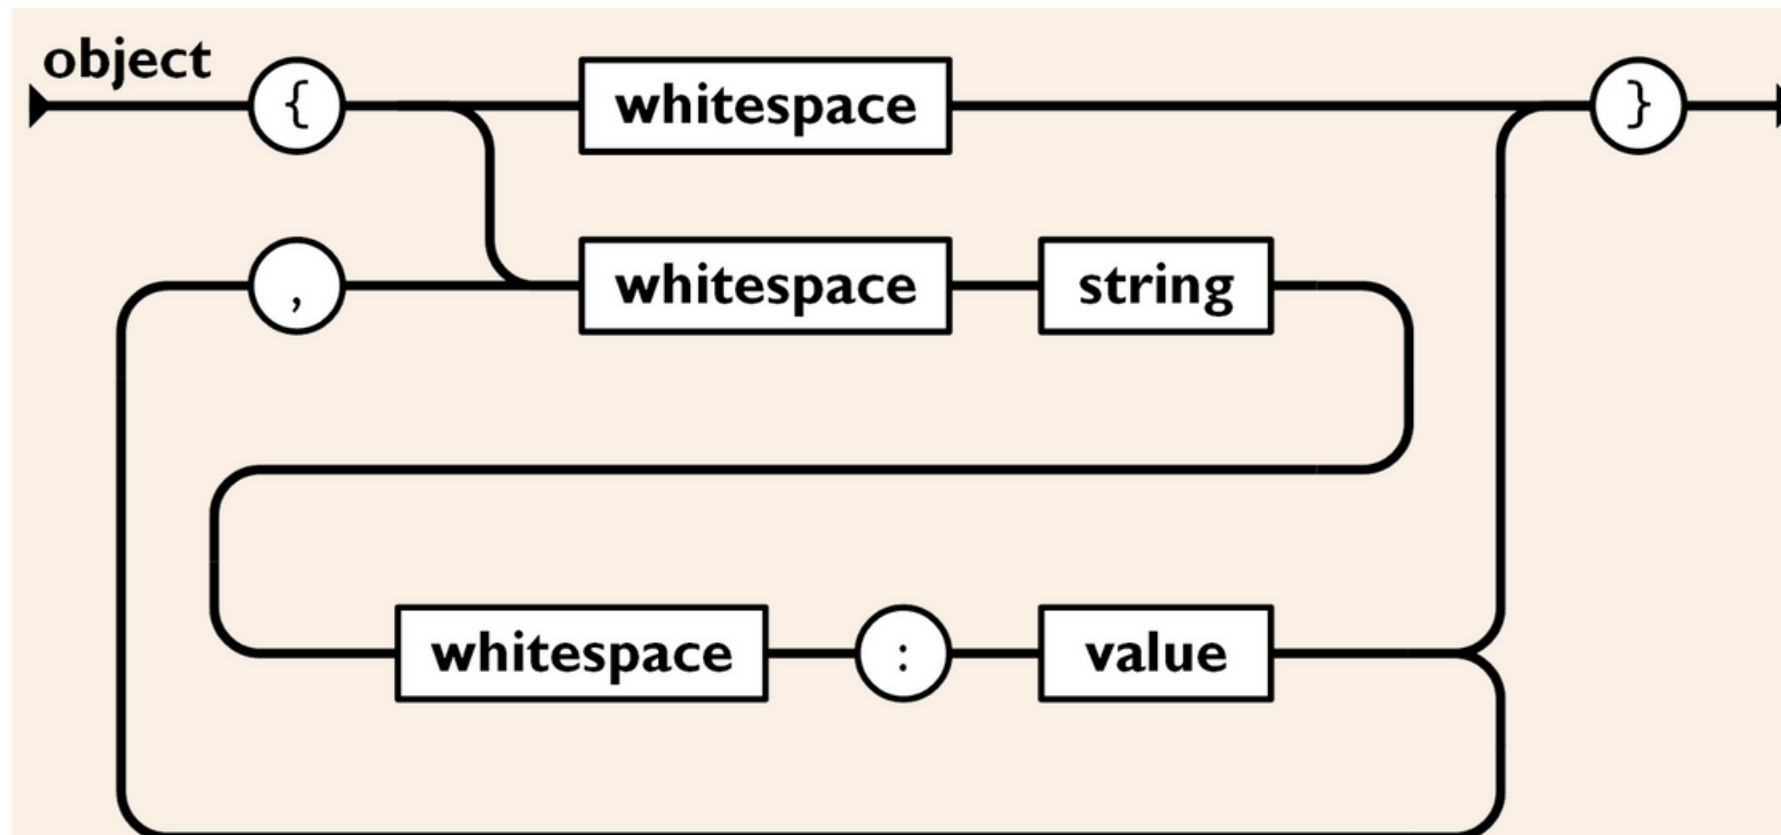 object
{ whitespace }
, whitespace string
whitespace : value